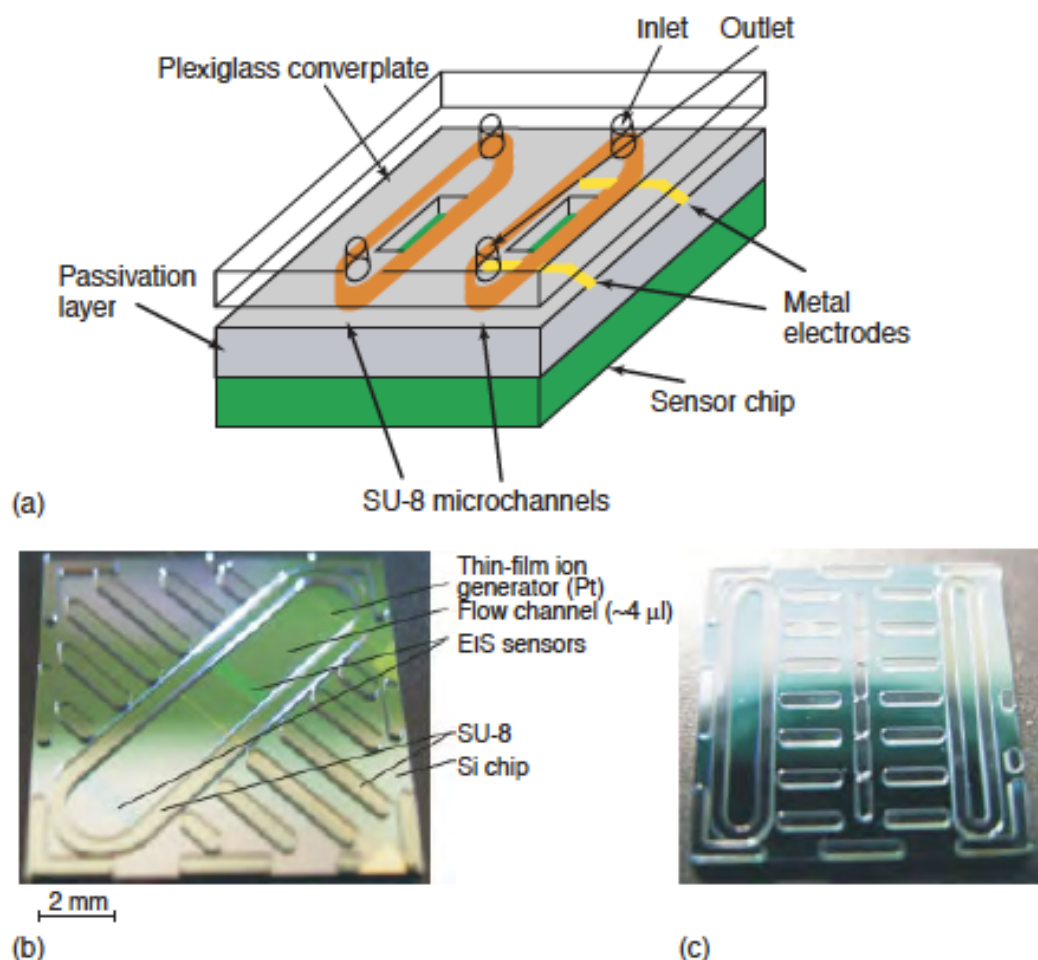 Inlet Outlet
Plexiglass converplate
Passivation
layer
Metal
electrodes
Sensor chip
SU-8 microchannels
(a)
Thin-film ion
generator (Pt)
Flow channel (~4 µl)
EIS sensors
SU-8
Si chip
2 mm
(b)
(c)